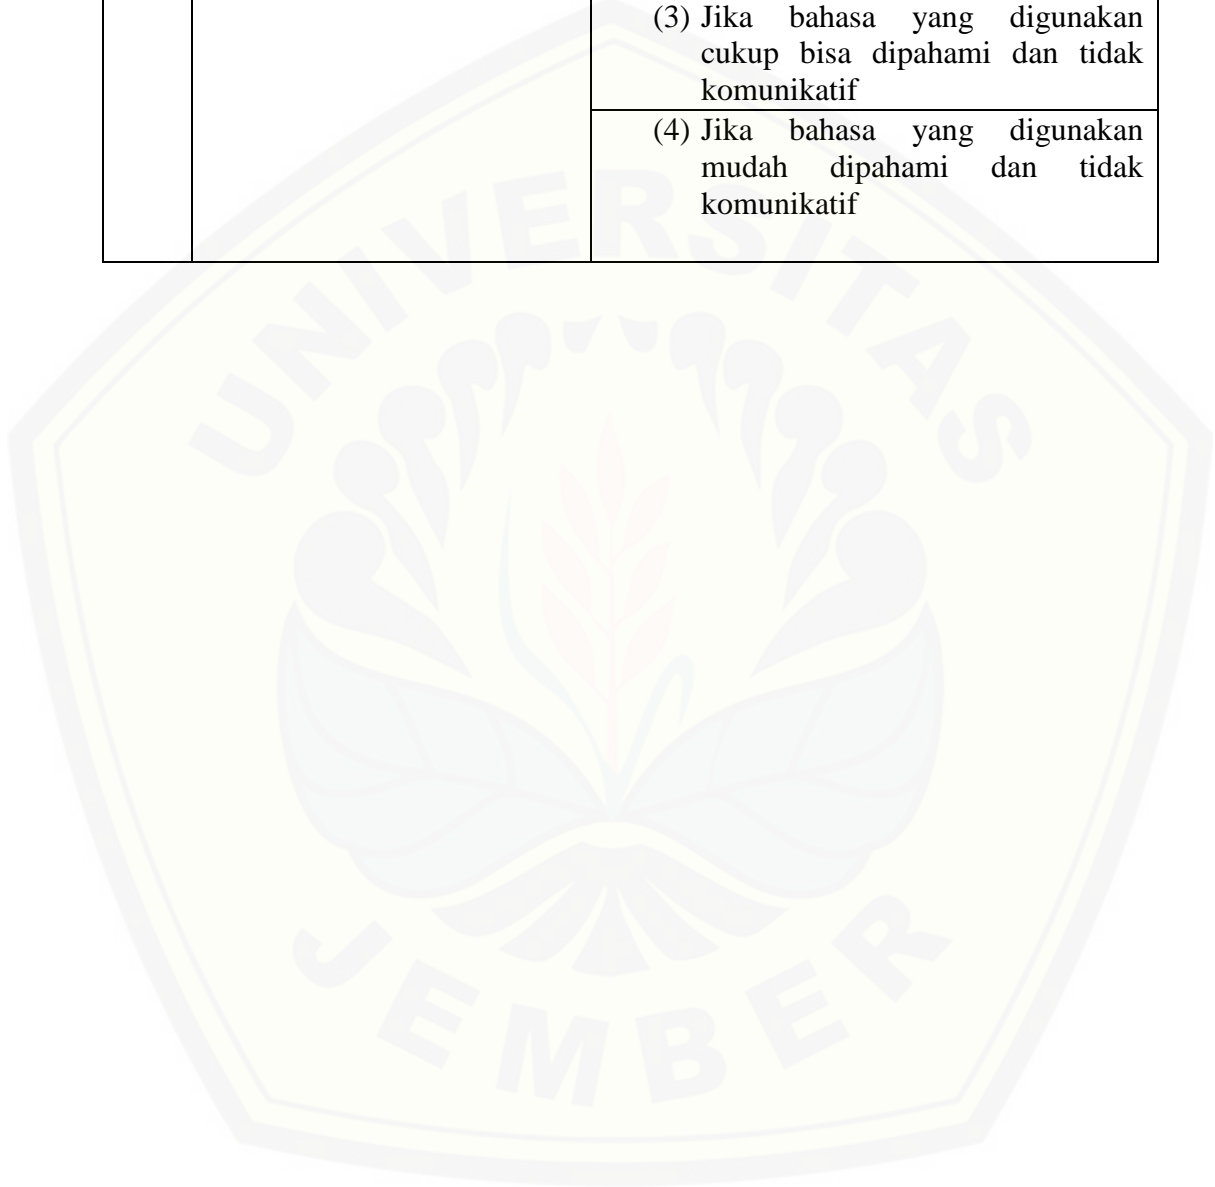 (3) Jika bahasa yang digunakan
cukup bisa dipahami dan tidak
komunikatif
(4) Jika bahasa yang digunakan
mudah dipahami dan tidak
komunikatif
UNIVERSITAS
JEMBER